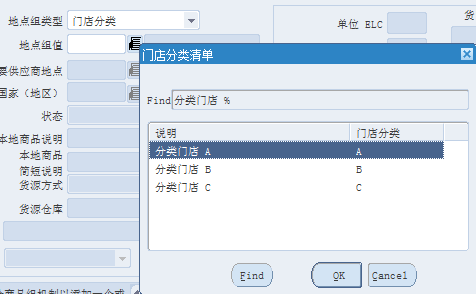 地点组类型 门店分类
地点组值
要供应商地点
国家（地区）
状态
本地商品说明
本地商品
简短说明
货源方式
货源仓库
单位 ELC
货
门店分类清单
Find 分类门店 %
说明 门店分类
分类门店 A A
分类门店 B B
分类门店 C C
Find OK Cancel